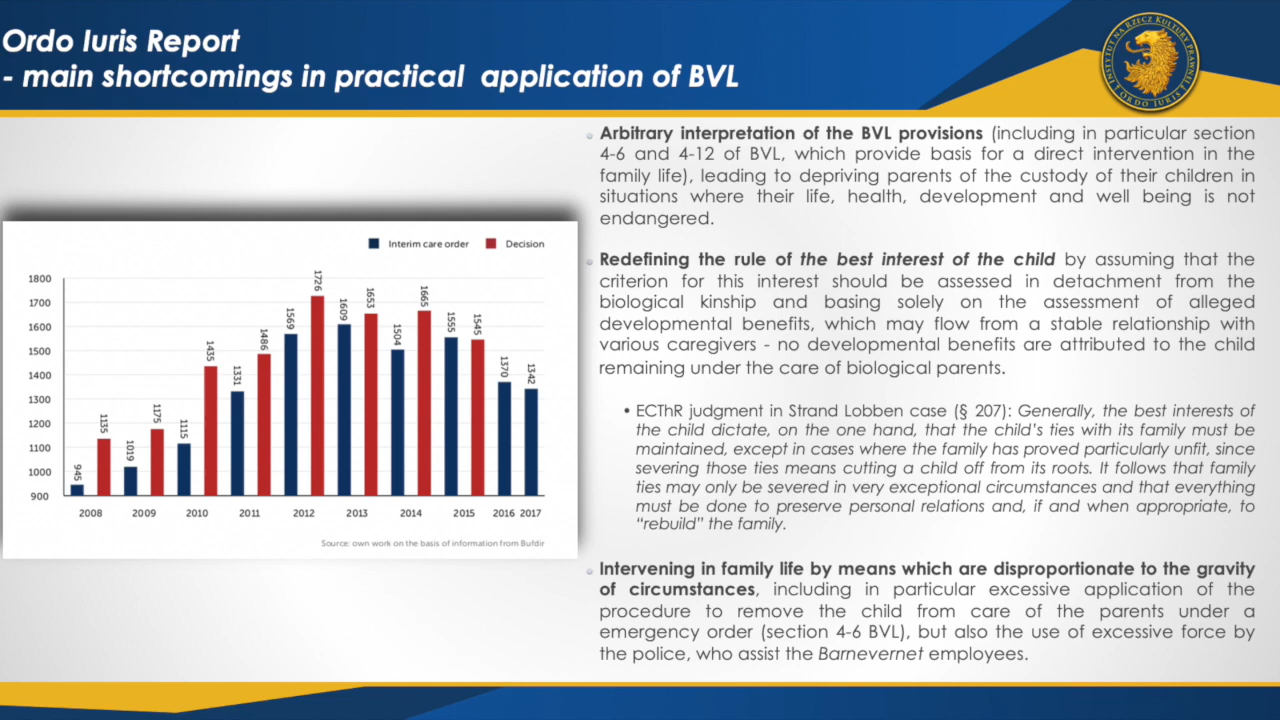 Ordo Iuris Report
- main shortcomings in practical application of BVL
INSTYTUT NA RZECZ KULTURY PRAWNEJ
ORDO IURIS
Interim care order
Decision
1800
1700
1600
1500
1400
1300
1200
1100
1000
900
945
1135
1019
1175
1115
1435
1331
1486
1569
1726
1609
1653
1504
1665
1555
1545
1370
1342
2008 2009 2010 2011 2012 2013 2014 2015 2016 2017
Source: own work on the basis of information from Bufdir
Arbitrary interpretation of the BVL provisions (including in particular section
4-6 and 4-12 of BVL, which provide basis for a direct intervention in the
family life), leading to depriving parents of the custody of their children in
situations where their life, health, development and well being is not
endangered.
Redefining the rule of the best interest of the child by assuming that the
criterion for this interest should be assessed in detachment from the
biological kinship and basing solely on the assessment of alleged
developmental benefits, which may flow from a stable relationship with
various caregivers - no developmental benefits are attributed to the child
remaining under the care of biological parents.
• ECThR judgment in Strand Lobben case (§ 207): Generally, the best interests of
the child dictate, on the one hand, that the child's ties with its family must be
maintained, except in cases where the family has proved particularly unfit, since
severing those ties means cutting a child off from its roots. It follows that family
ties may only be severed in very exceptional circumstances and that everything
must be done to preserve personal relations and, if and when appropriate, to
"rebuild" the family.
Intervening in family life by means which are disproportionate to the gravity
of circumstances, including in particular excessive application of the
procedure to remove the child from care of the parents under a
emergency order (section 4-6 BVL), but also the use of excessive force by
the police, who assist the Barnevernet employees.